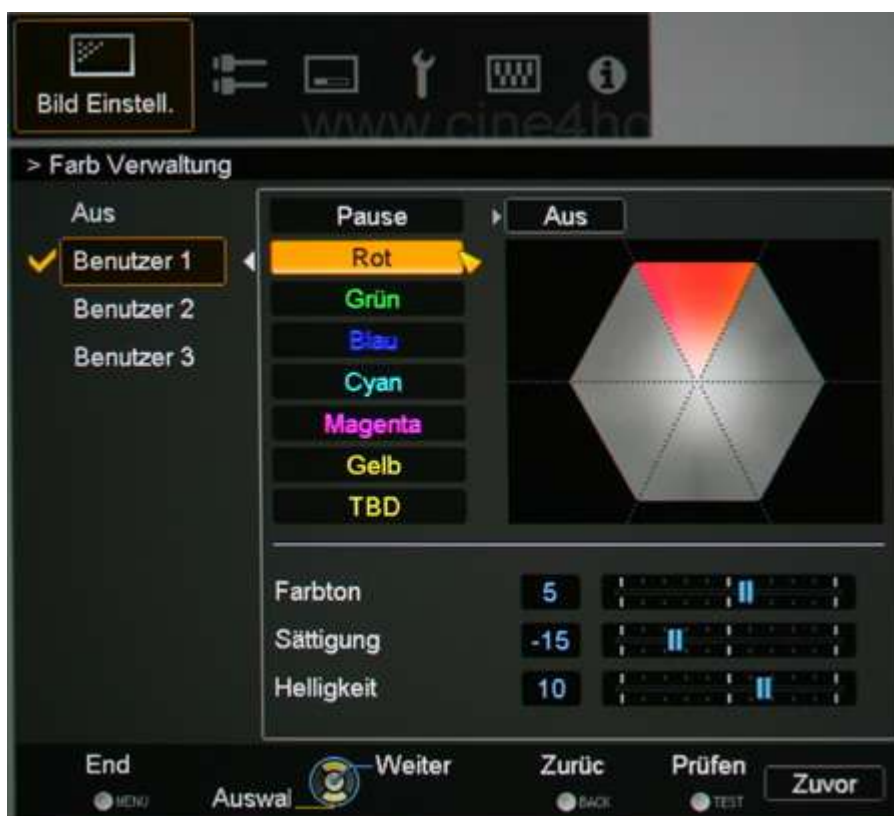 Bild Einstell.
www.cine4ho
> Farb Verwaltung
Aus
Benutzer 1
Benutzer 2
Benutzer 3
Pause
Aus
Rot
Grün
Blau
Cyan
Magenta
Gelb
TBD
Farbton 5
Sättigung -15
Helligkeit 10
End
MENU
Auswal
Weiter
Zurüc
BACK
Prüfen
TEST
Zuvor